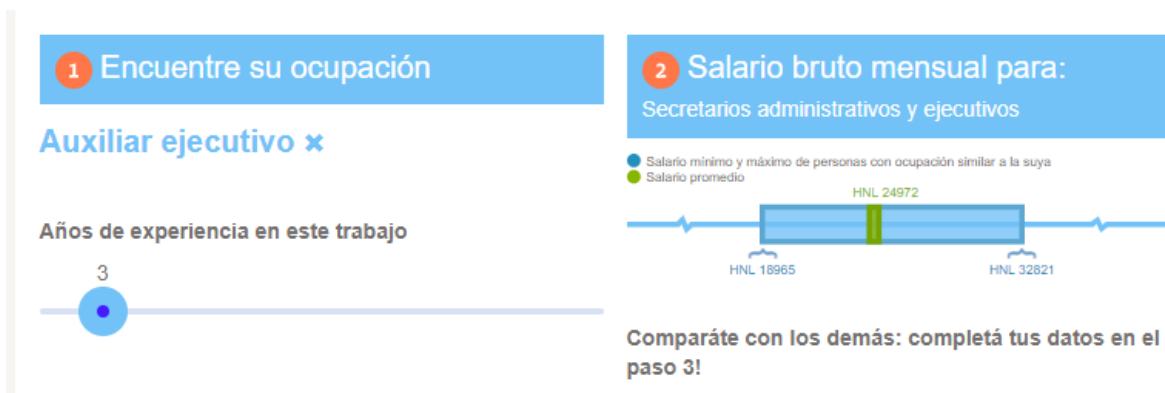 1 Encuentre su ocupación
Auxiliar ejecutivo ×
Años de experiencia en este trabajo
3
2 Salario bruto mensual para:
Secretarios administrativos y ejecutivos
Salario mínimo y máximo de personas con ocupación similar a la suya
Salario promedio
HNL 24972
HNL 18965
HNL 32821
Comparáte con los demás: completá tus datos en el
paso 3!